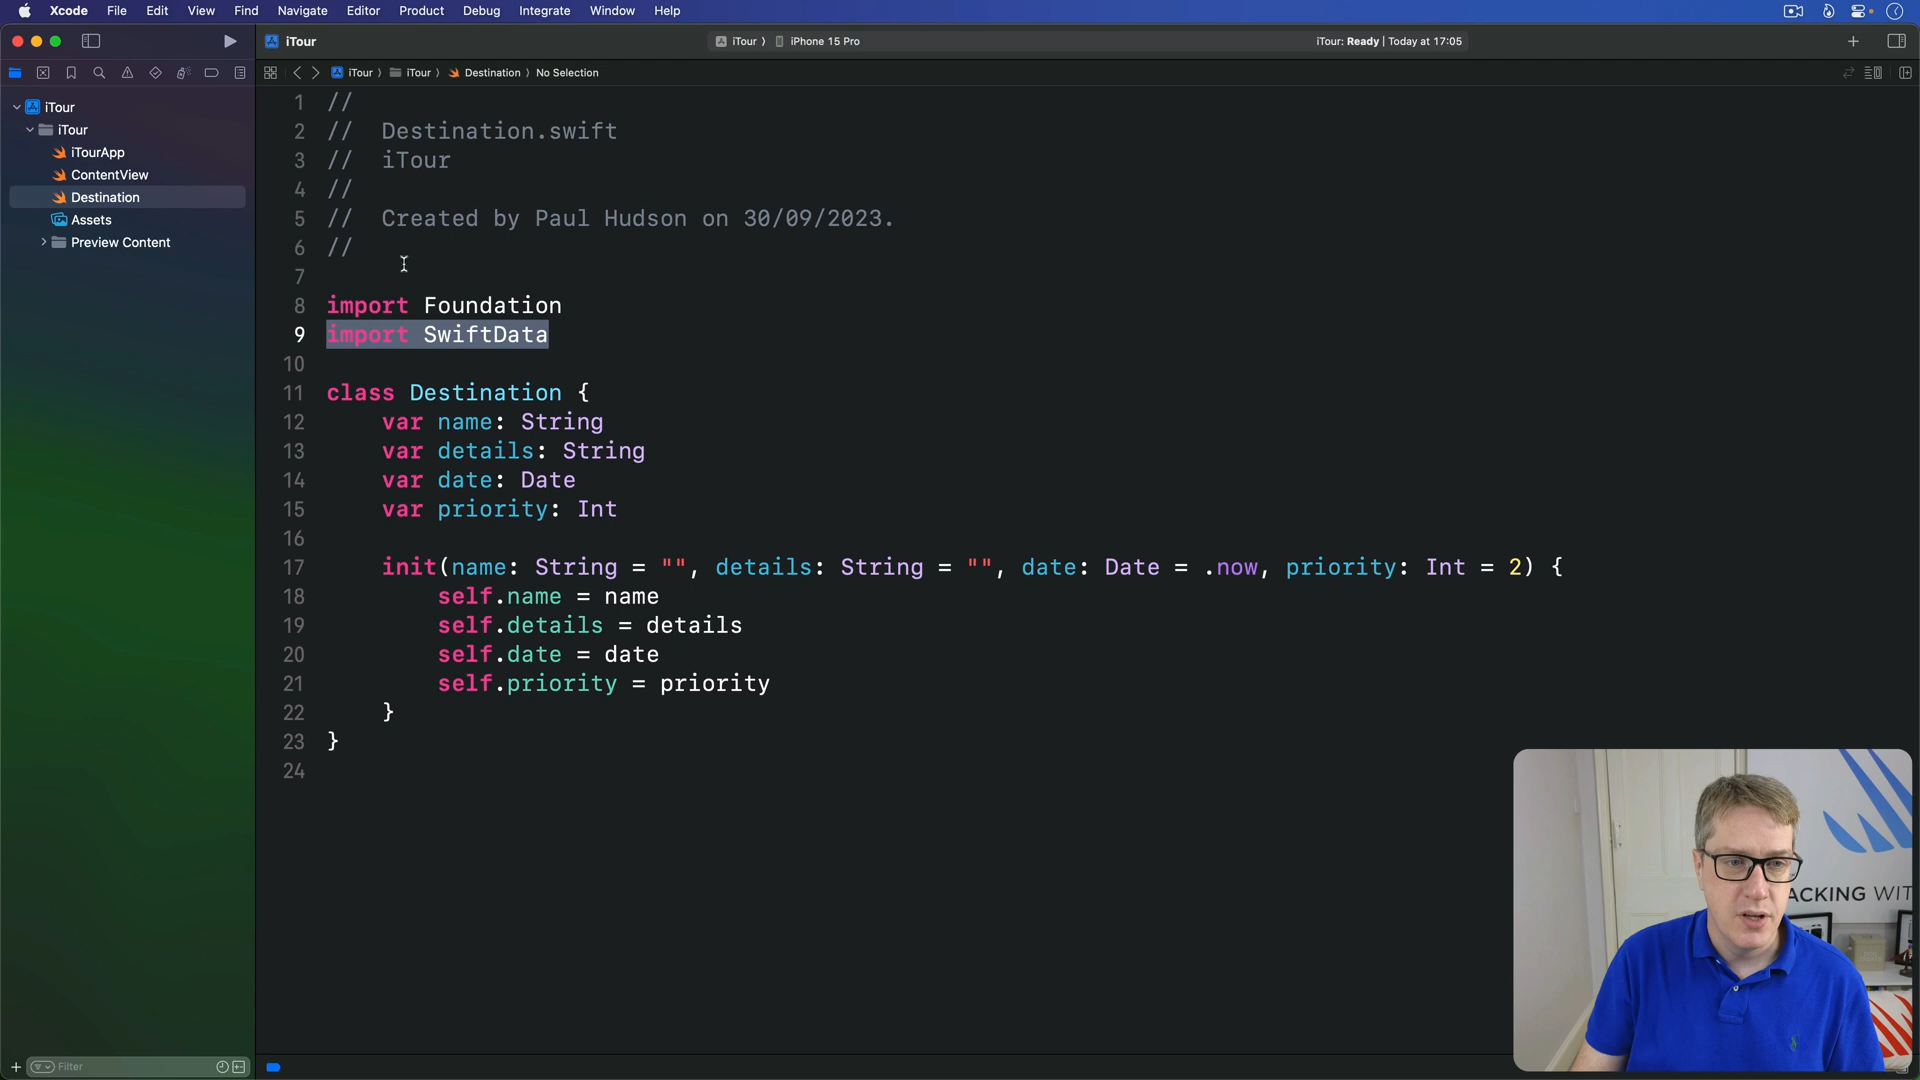 Xcode File Edit View Find Navigate Editor Product Debug Integrate Window Help
iTour
iTour 〉 iPhone 15 Pro
iTour: Ready | Today at 17:05
iTour 〉 iTour 〉 Destination 〉 No Selection
iTour
iTour
iTourApp
ContentView
Destination
Assets
Preview Content
Filter
1 //
2 //  Destination.swift
3 //  iTour
4 //
5 //  Created by Paul Hudson on 30/09/2023.
6 //
7
8 import Foundation
9 import SwiftData
10
11 class Destination {
12     var name: String
13     var details: String
14     var date: Date
15     var priority: Int
16
17     init(name: String = "", details: String = "", date: Date = .now, priority: Int = 2) {
18         self.name = name
19         self.details = details
20         self.date = date
21         self.priority = priority
22     }
23 }
24
ACKING WIT